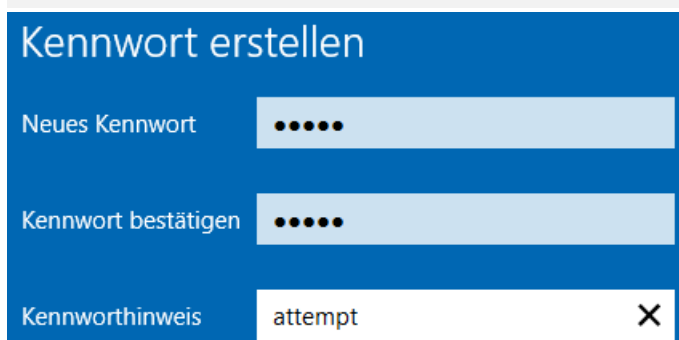 Kennwort erstellen
Neues Kennwort •••••
Kennwort bestätigen •••••
Kennworthinweis attempt